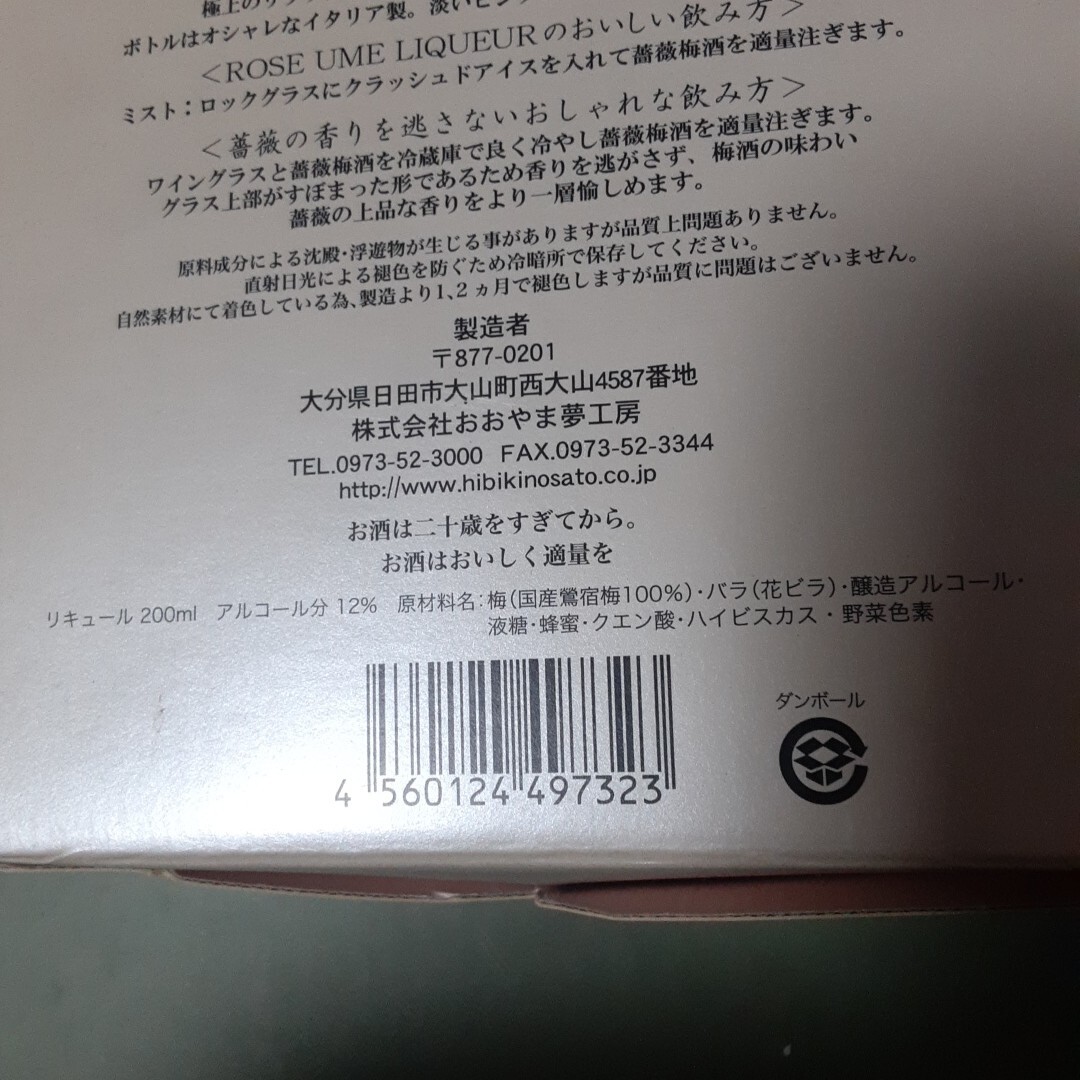 極上の
ボトルはオシャレなイタリア製。淡いピン
<ROSE UME LIQUEURのおいしい飲み方>
ミスト：ロックグラスにクラッシュドアイスを入れて薔薇梅酒を適量注ぎます。
<薔薇の香りを逃さないおしゃれな飲み方>
ワイングラスと薔薇梅酒を冷蔵庫で良く冷やし薔薇梅酒を適量注ぎます。
グラス上部がすぼまった形であるため香りを逃がさず、梅酒の味わい
薔薇の上品な香りをより一層愉しめます。
原料成分による沈殿・浮遊物が生じる事がありますが品質上問題ありません。
直射日光による褪色を防ぐため冷暗所で保存してください。
自然素材にて着色している為、製造より1、2ヵ月で褪色しますが品質に問題はございません。
製造者
〒877-0201
大分県日田市大山町西大山4587番地
株式会社おおやま夢工房
TEL.0973-52-3000 FAX.0973-52-3344
http://www.hibikinosato.co.jp
お酒は二十歳をすぎてから。
お酒はおいしく適量を
リキュール 200ml アルコール分 12% 原材料名：梅（国産鶯宿梅100％）・バラ（花ビラ）・醸造アルコール・
液糖・蜂蜜・クエン酸・ハイビスカス・野菜色素
ダンボール
4 560124 497323